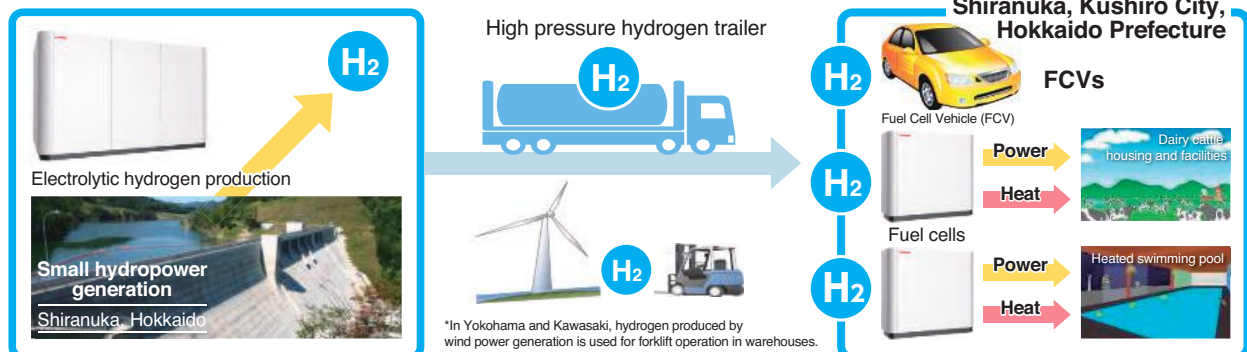 H2
Electrolytic hydrogen production
Small hydropower
generation
Shiranuka, Hokkaido
High pressure hydrogen trailer
H2
H2
*In Yokohama and Kawasaki, hydrogen produced by
wind power generation is used for forklift operation in warehouses.
Shiranuka, Kushiro City,
Hokkaido Prefecture
H2
FCVs
Fuel Cell Vehicle (FCV)
H2
Power
Heat
Dairy cattle
housing and facilities
Fuel cells
H2
Power
Heat
Heated swimming pool